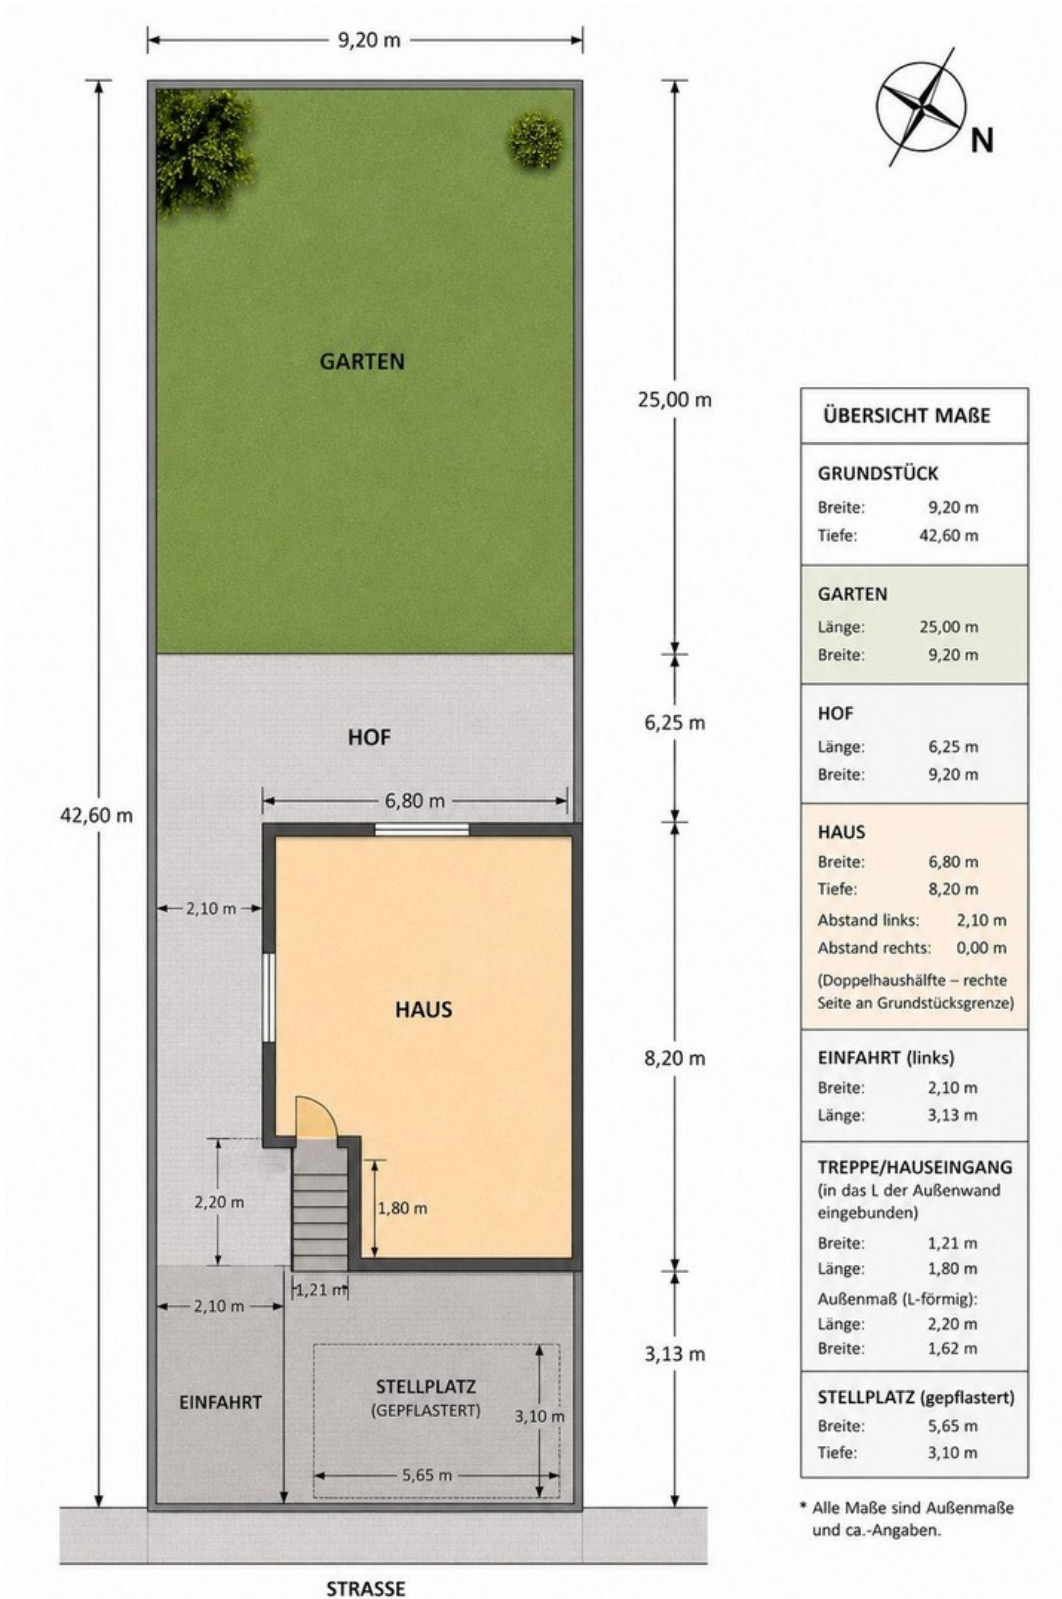 9,20 m
N
GARTEN
25,00 m
HOF
6,25 m
6,80 m
42,60 m
2,10 m
HAUS
8,20 m
2,20 m
1,80 m
1,21 m
2,10 m
3,13 m
EINFAHRT
STELLPLATZ
(GEPFLASTERT)
3,10 m
5,65 m
STRASSE
ÜBERSICHT MAßE
GRUNDSTÜCK
Breite: 9,20 m
Tiefe: 42,60 m
GARTEN
Länge: 25,00 m
Breite: 9,20 m
HOF
Länge: 6,25 m
Breite: 9,20 m
HAUS
Breite: 6,80 m
Tiefe: 8,20 m
Abstand links: 2,10 m
Abstand rechts: 0,00 m
(Doppelhaushälfte – rechte
Seite an Grundstücksgrenze)
EINFAHRT (links)
Breite: 2,10 m
Länge: 3,13 m
TREPPE/HAUSEINGANG
(in das L der Außenwand
eingebunden)
Breite: 1,21 m
Länge: 1,80 m
Außenmaß (L-förmig):
Länge: 2,20 m
Breite: 1,62 m
STELLPLATZ (gepflastert)
Breite: 5,65 m
Tiefe: 3,10 m
* Alle Maße sind Außenmaße
und ca.-Angaben.